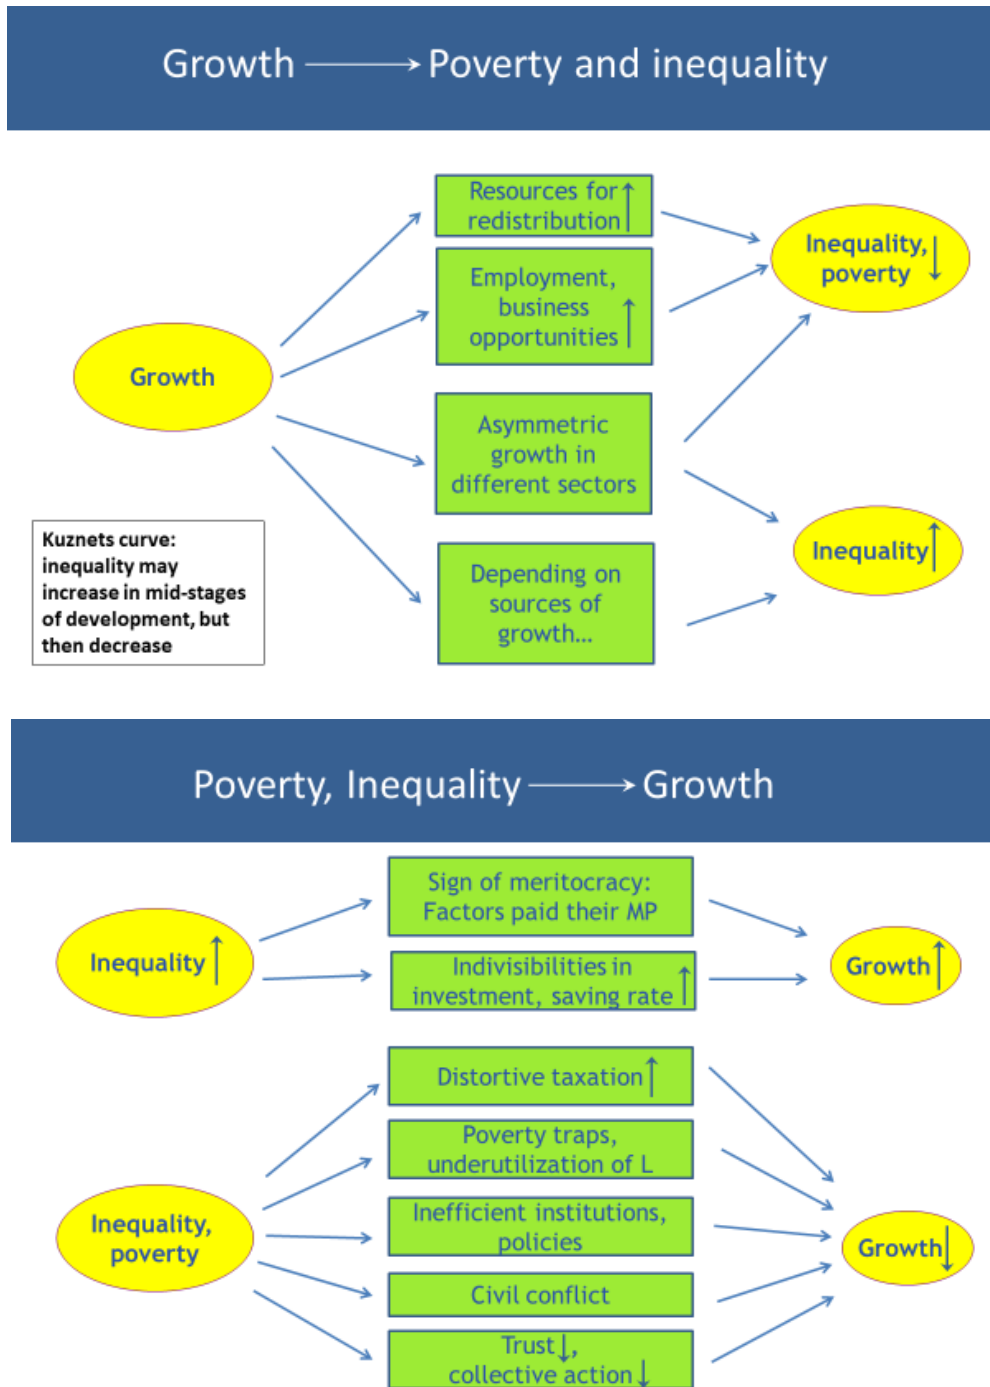 Growth ⟶ Poverty and inequality
Resources for
redistribution ↑
Employment,
business
opportunities ↑
Inequality,
poverty ↓
Growth
Asymmetric
growth in
different sectors
Kuznets curve:
inequality may
increase in mid-stages
of development, but
then decrease
Inequality ↑
Depending on
sources of
growth...
Poverty, Inequality ⟶ Growth
Sign of meritocracy:
Factors paid their MP
Inequality ↑
Indivisibilities in
investment, saving rate ↑
Growth ↑
Distortive taxation ↑
Poverty traps,
underutilization of L
Inequality,
poverty
Inefficient institutions,
policies
Growth ↓
Civil conflict
Trust ↓,
collective action ↓